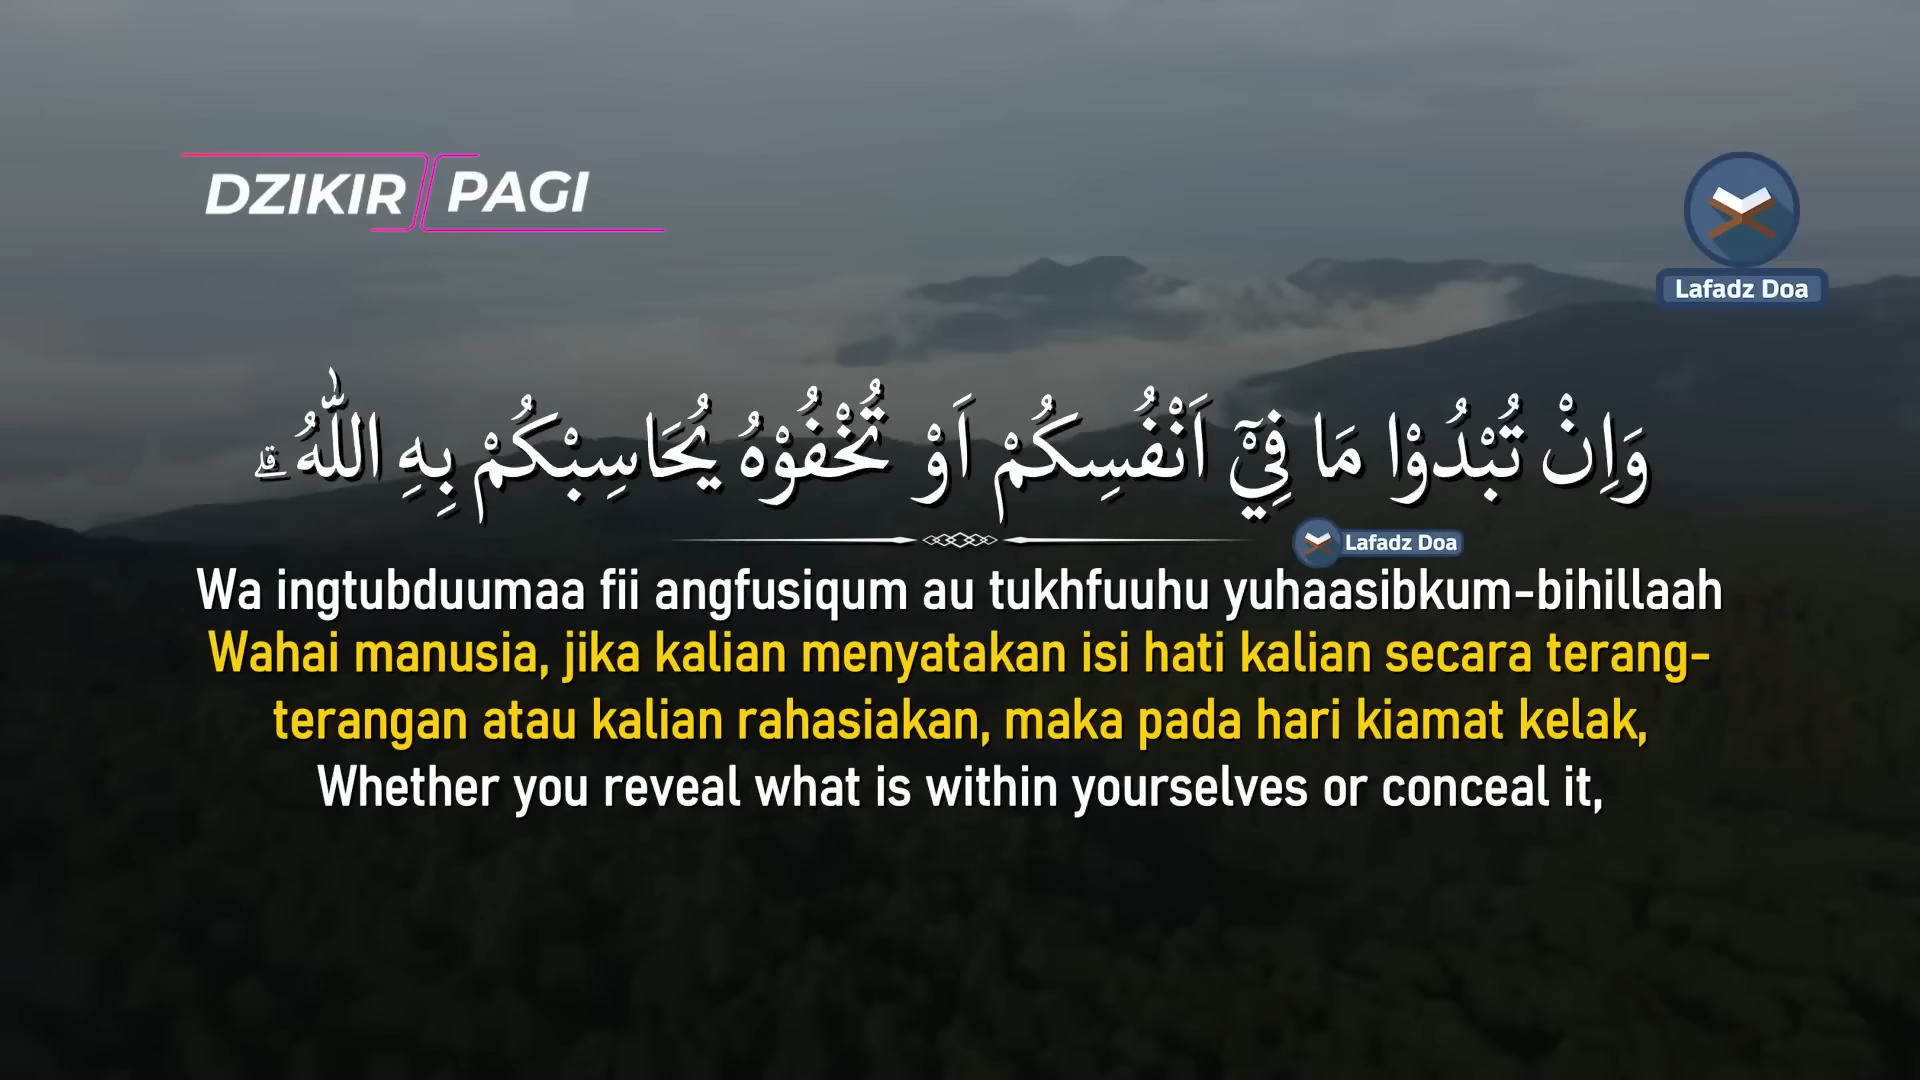 DZIKIR PAGI
Lafadz Doa
وَاِنْ تُبْدُوْا مَا فِيْٓ اَنْفُسِكُمْ اَوْ تُخْفُوْهُ يُحَاسِبْكُمْ بِهِ اللّٰهُ ۗ
Lafadz Doa
Wa ingtubduumaa fii angfusiqum au tukhfuuhu yuhaasibkum-bihillaah
Wahai manusia, jika kalian menyatakan isi hati kalian secara terang-
terangan atau kalian rahasiakan, maka pada hari kiamat kelak,
Whether you reveal what is within yourselves or conceal it,